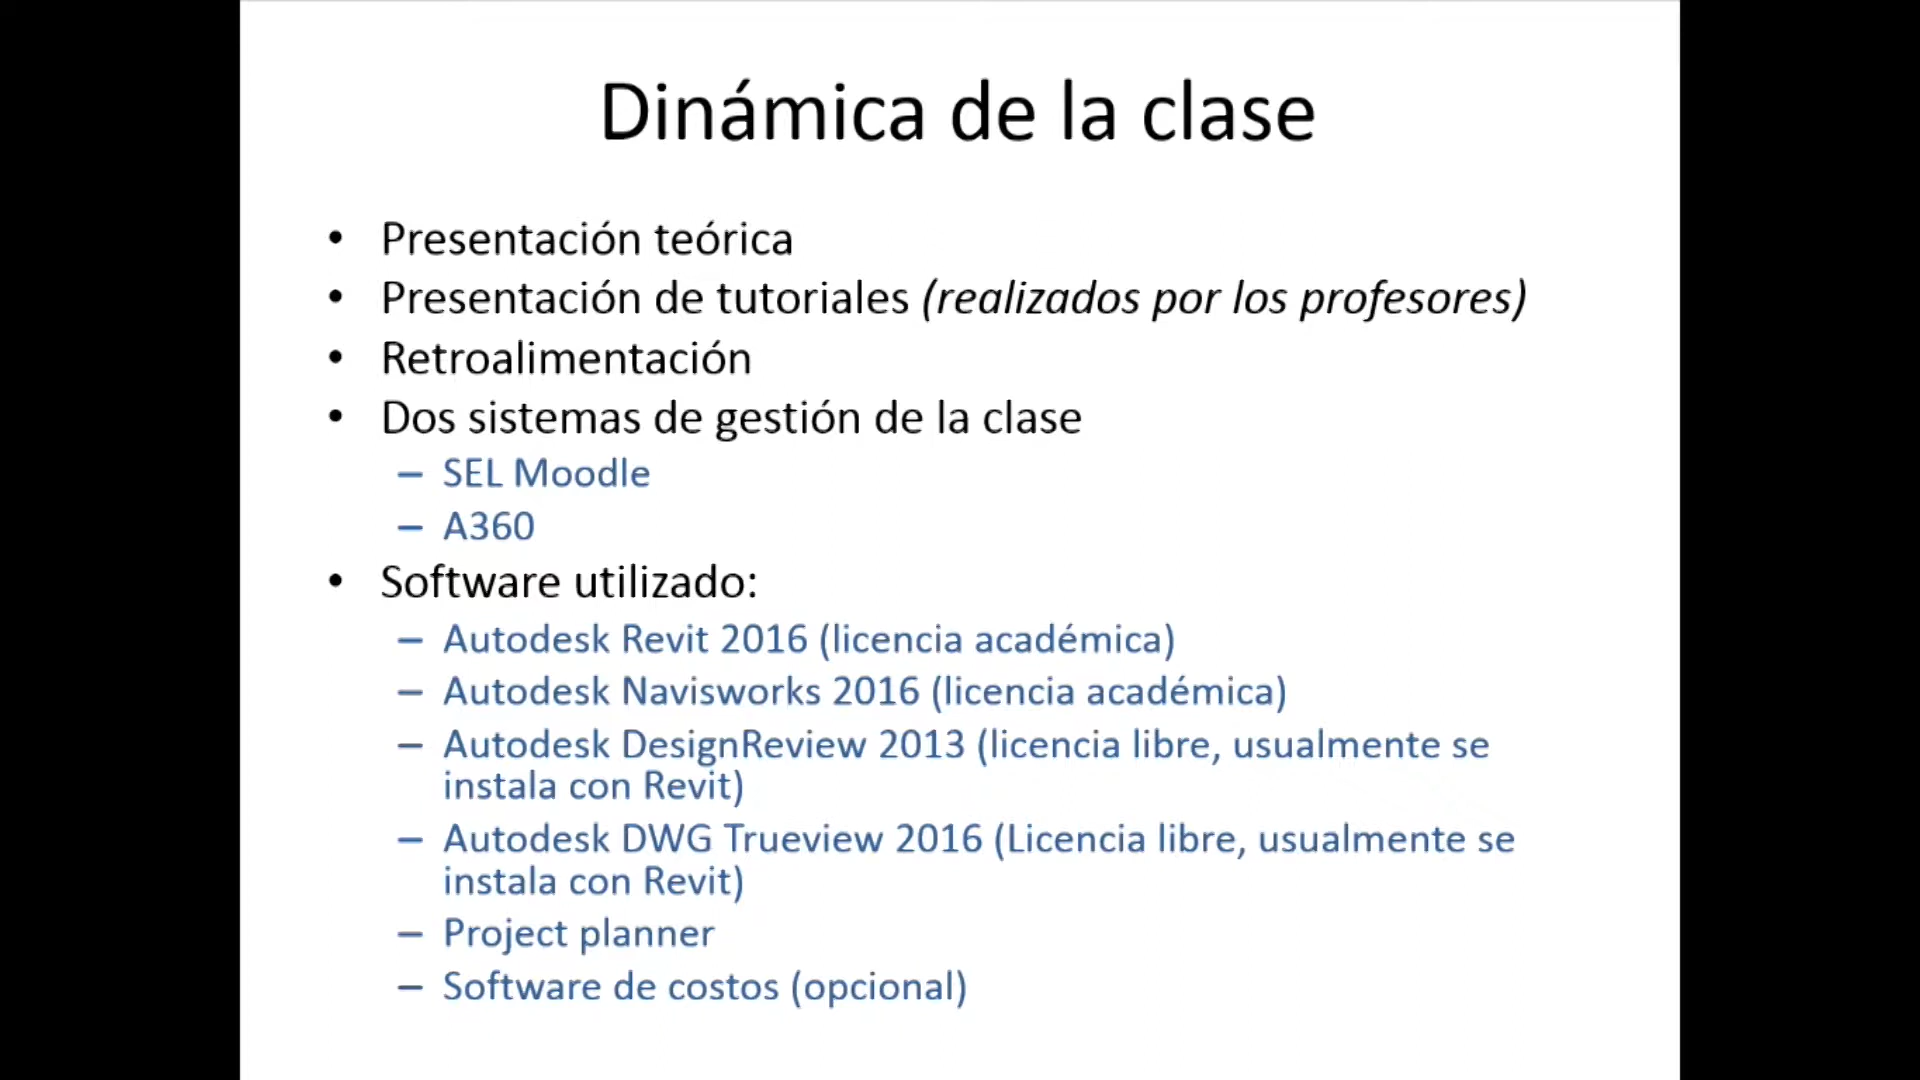 Dinámica de la clase
• Presentación teórica
• Presentación de tutoriales (realizados por los profesores)
• Retroalimentación
• Dos sistemas de gestión de la clase
– SEL Moodle
– A360
• Software utilizado:
– Autodesk Revit 2016 (licencia académica)
– Autodesk Navisworks 2016 (licencia académica)
– Autodesk DesignReview 2013 (licencia libre, usualmente se
instala con Revit)
– Autodesk DWG Trueview 2016 (Licencia libre, usualmente se
instala con Revit)
– Project planner
– Software de costos (opcional)